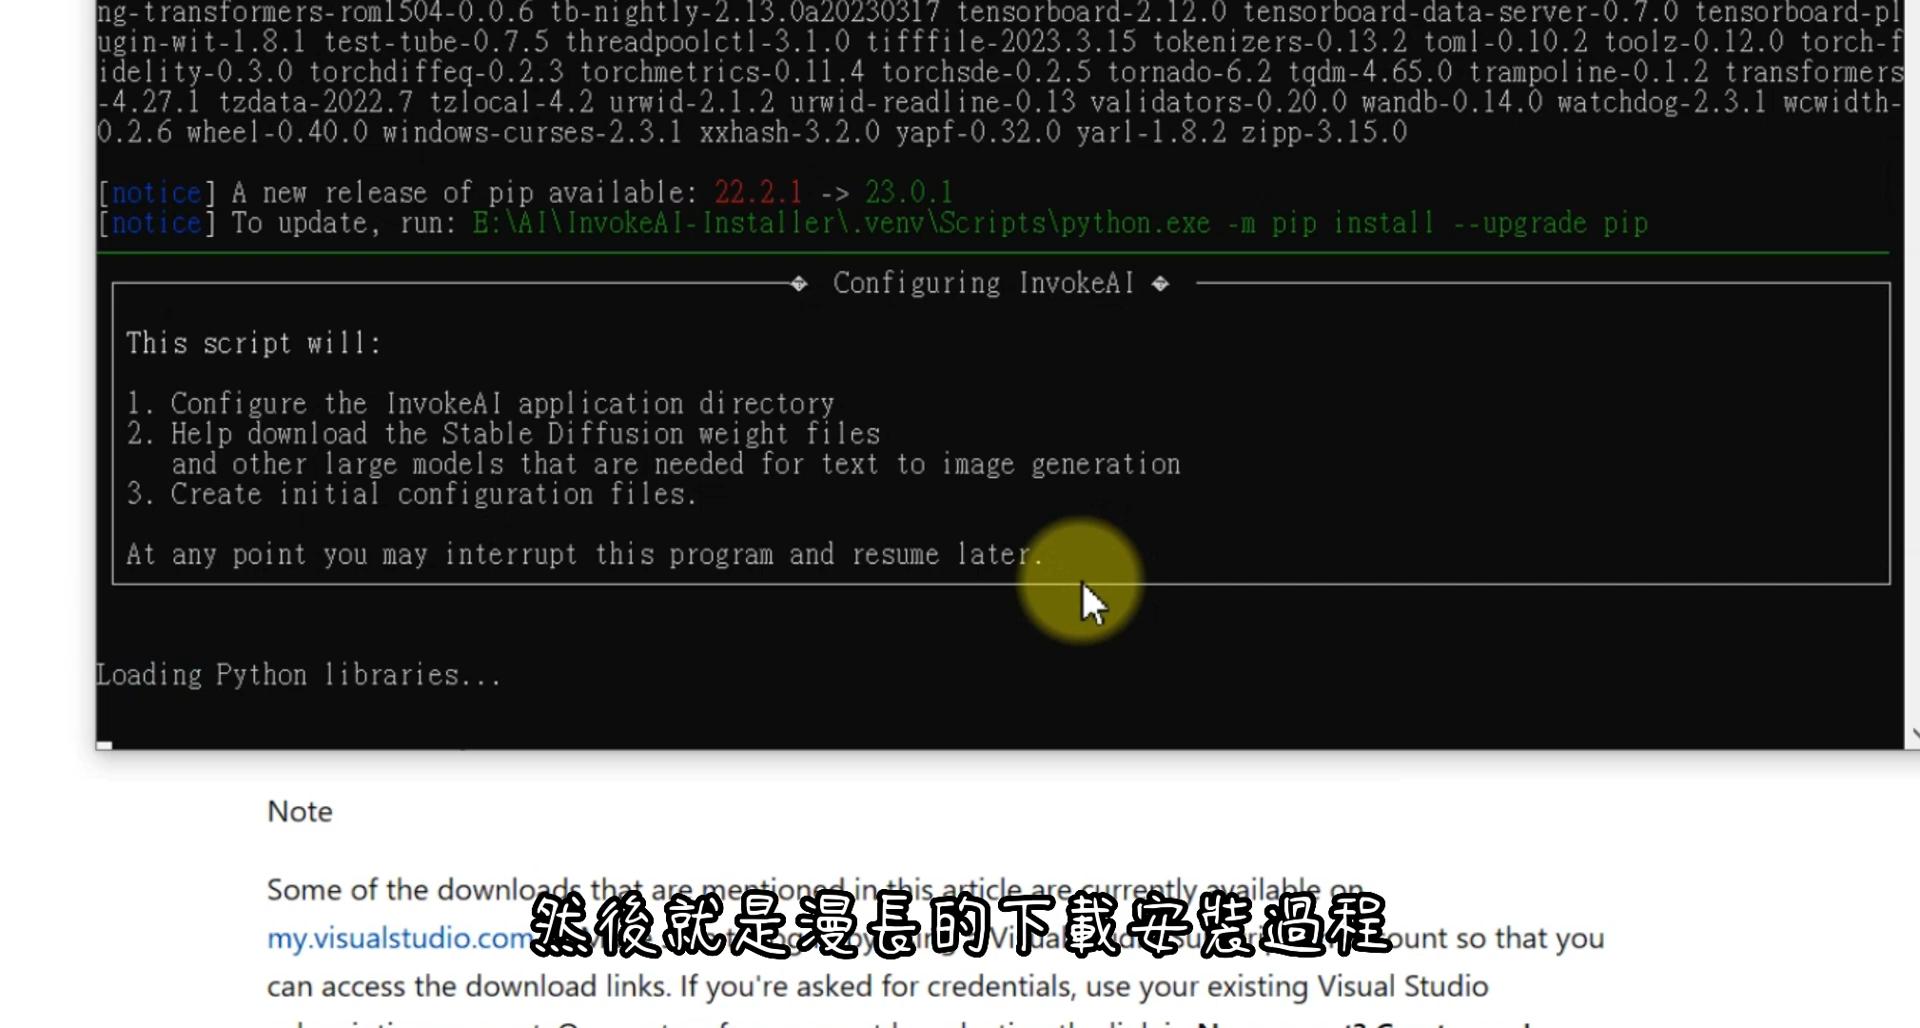 ng-transformers-rom1504-0.0.6 tb-nightly-2.13.0a20230317 tensorboard-2.12.0 tensorboard-data-server-0.7.0 tensorboard-pl
ugin-wit-1.8.1 test-tube-0.7.5 threadpoolctl-3.1.0 tifffile-2023.3.15 tokenizers-0.13.2 toml-0.10.2 toolz-0.12.0 torch-f
idelity-0.3.0 torchdiffeq-0.2.3 torchmetrics-0.11.4 torchsde-0.2.5 tornado-6.2 tqdm-4.65.0 trampoline-0.1.2 transformers
-4.27.1 tzdata-2022.7 tzlocal-4.2 urwid-2.1.2 urwid-readline-0.13 validators-0.20.0 wandb-0.14.0 watchdog-2.3.1 wcwidth-
0.2.6 wheel-0.40.0 windows-curses-2.3.1 xxhash-3.2.0 yapf-0.32.0 yarl-1.8.2 zipp-3.15.0
[notice] A new release of pip available: 22.2.1 -> 23.0.1
[notice] To update, run: E:\AI\InvokeAI-Installer\.venv\Scripts\python.exe -m pip install --upgrade pip
Configuring InvokeAI
This script will:
1. Configure the InvokeAI application directory
2. Help download the Stable Diffusion weight files
and other large models that are needed for text to image generation
3. Create initial configuration files.
At any point you may interrupt this program and resume later.
Loading Python libraries...
Note
Some of the downloads that are mentioned in this article are currently available on
my.visualstudio.com
然後就是漫長的下載安裝過程
count so that you
can access the download links. If you're asked for credentials, use your existing Visual Studio